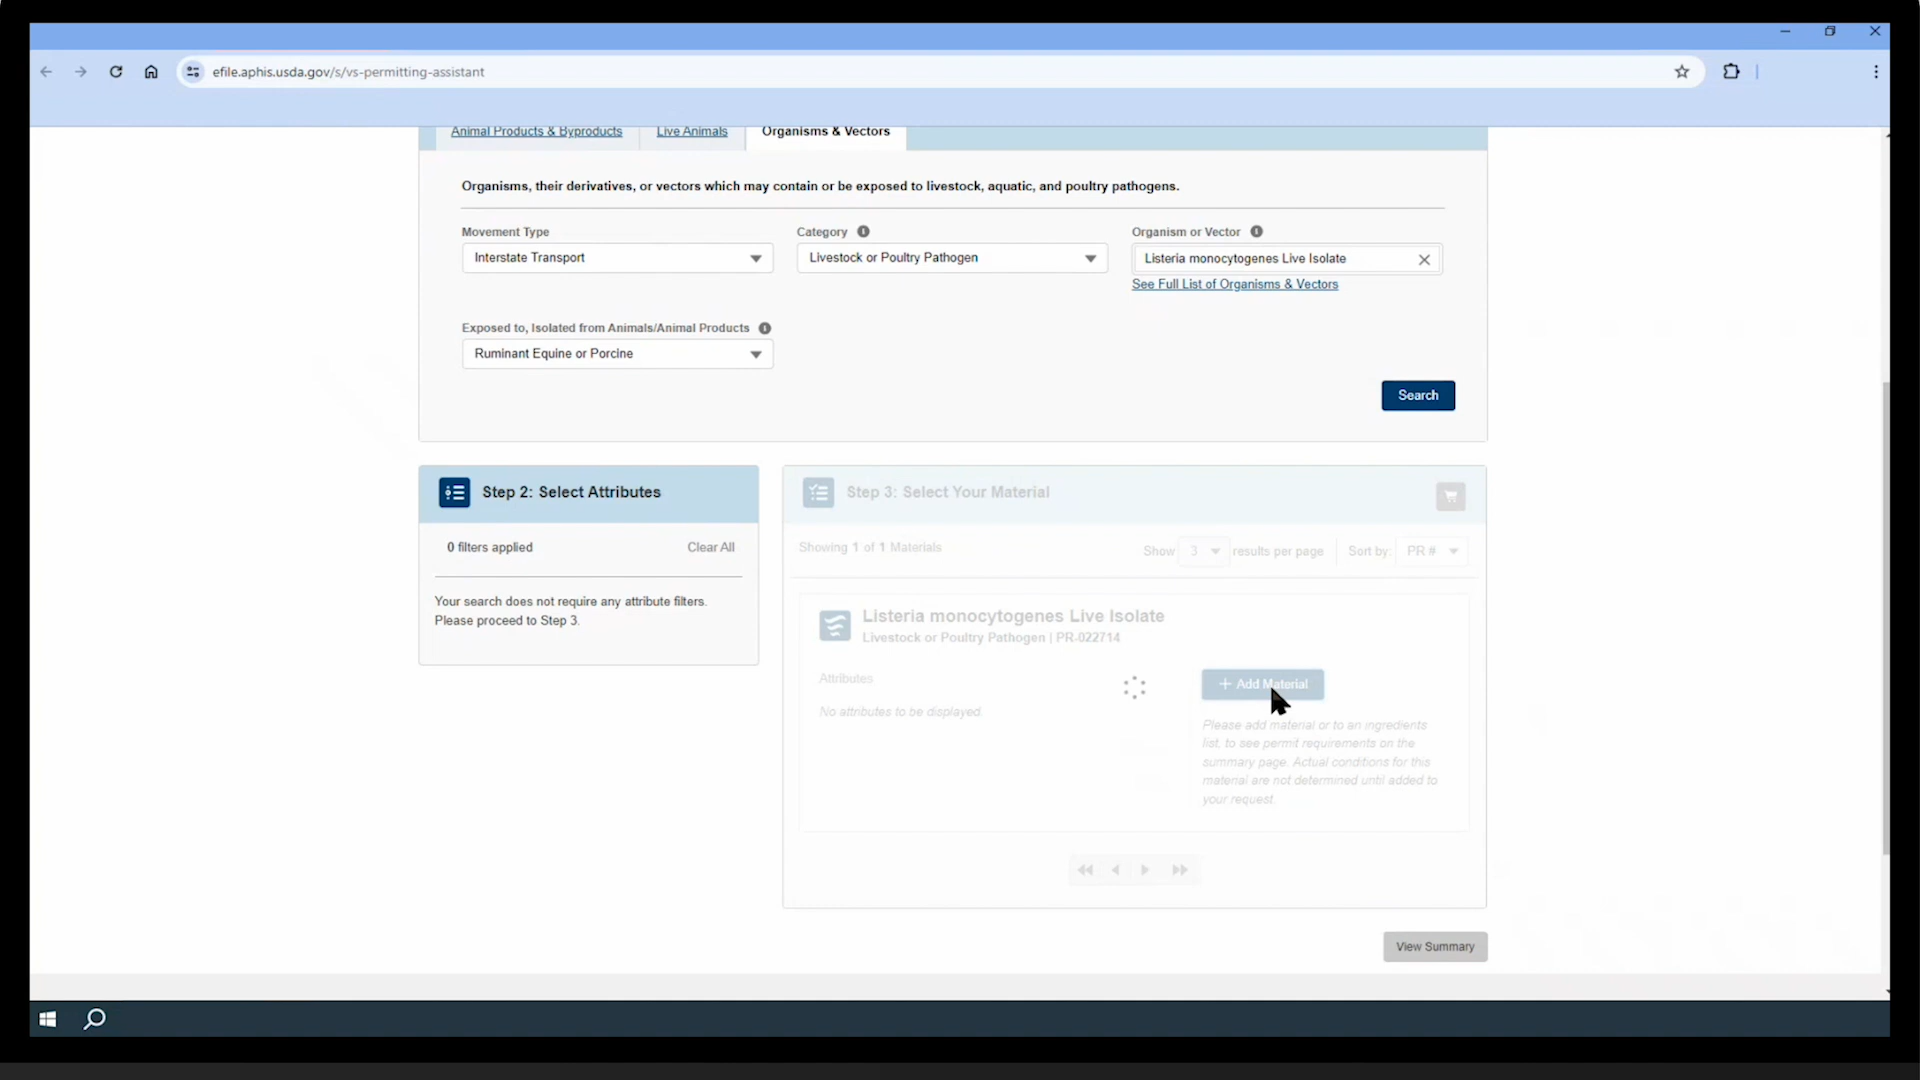 efile.aphis.usda.gov/s/vs-permitting-assistant
Animal Products & Byproducts
Live Animals
Organisms & Vectors
Organisms, their derivatives, or vectors which may contain or be exposed to livestock, aquatic, and poultry pathogens.
Movement Type
Category
Organism or Vector
Interstate Transport
Livestock or Poultry Pathogen
Listeria monocytogenes Live Isolate
See Full List of Organisms & Vectors
Exposed to, Isolated from Animals/Animal Products
Ruminant Equine or Porcine
Search
Step 2: Select Attributes
0 filters applied
Clear All
Your search does not require any attribute filters.
Please proceed to Step 3.
Step 3: Select Your Material
Showing 1 of 1 Materials
Show 3 results per page
Sort by: PR #
Listeria monocytogenes Live Isolate
Livestock or Poultry Pathogen | PR-022714
Attributes
No attributes to be displayed.
+ Add Material
Please add material or to an ingredients
list, to see permit requirements on the
summary page. Actual conditions for this
material are not determined until added to
your request.
View Summary